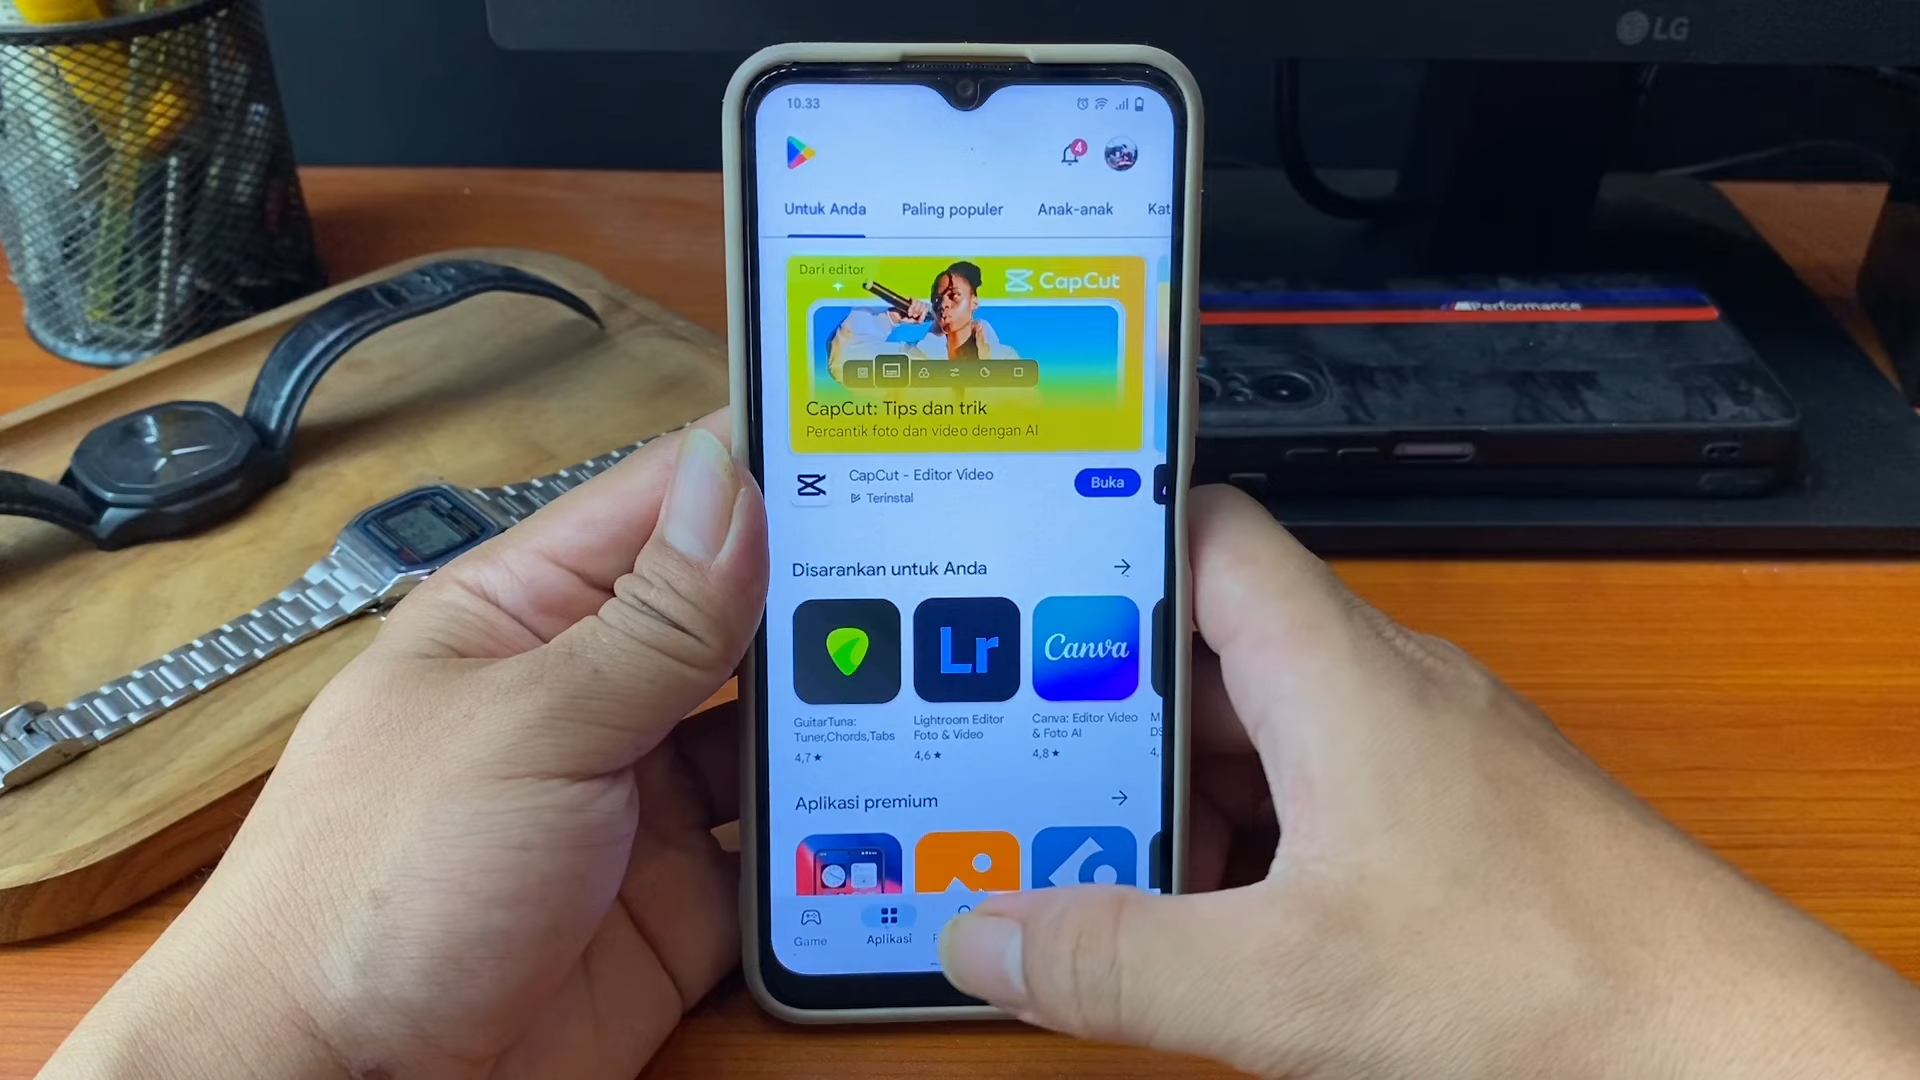 LG
10.33
4
Untuk Anda Paling populer Anak-anak Kat
Dari editor
CapCut
CapCut: Tips dan trik
Percantik foto dan video dengan AI
CapCut - Editor Video
Terinstal
Buka
Performance
Disarankan untuk Anda
Lr
Canva
GuitarTuna:
Tuner,Chords,Tabs
4,7★
Lightroom Editor
Foto & Video
4,6★
Canva: Editor Video
& Foto AI
4,8★
Aplikasi premium
Game
Aplikasi